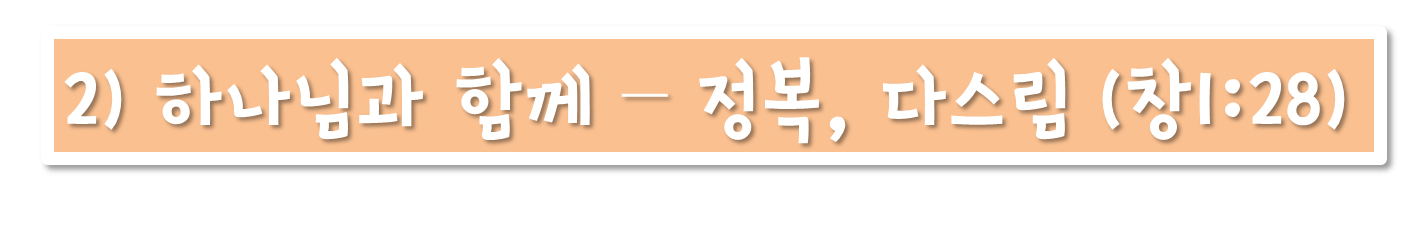 2) 하나님과 함께 – 정복, 다스림 (창1:28)